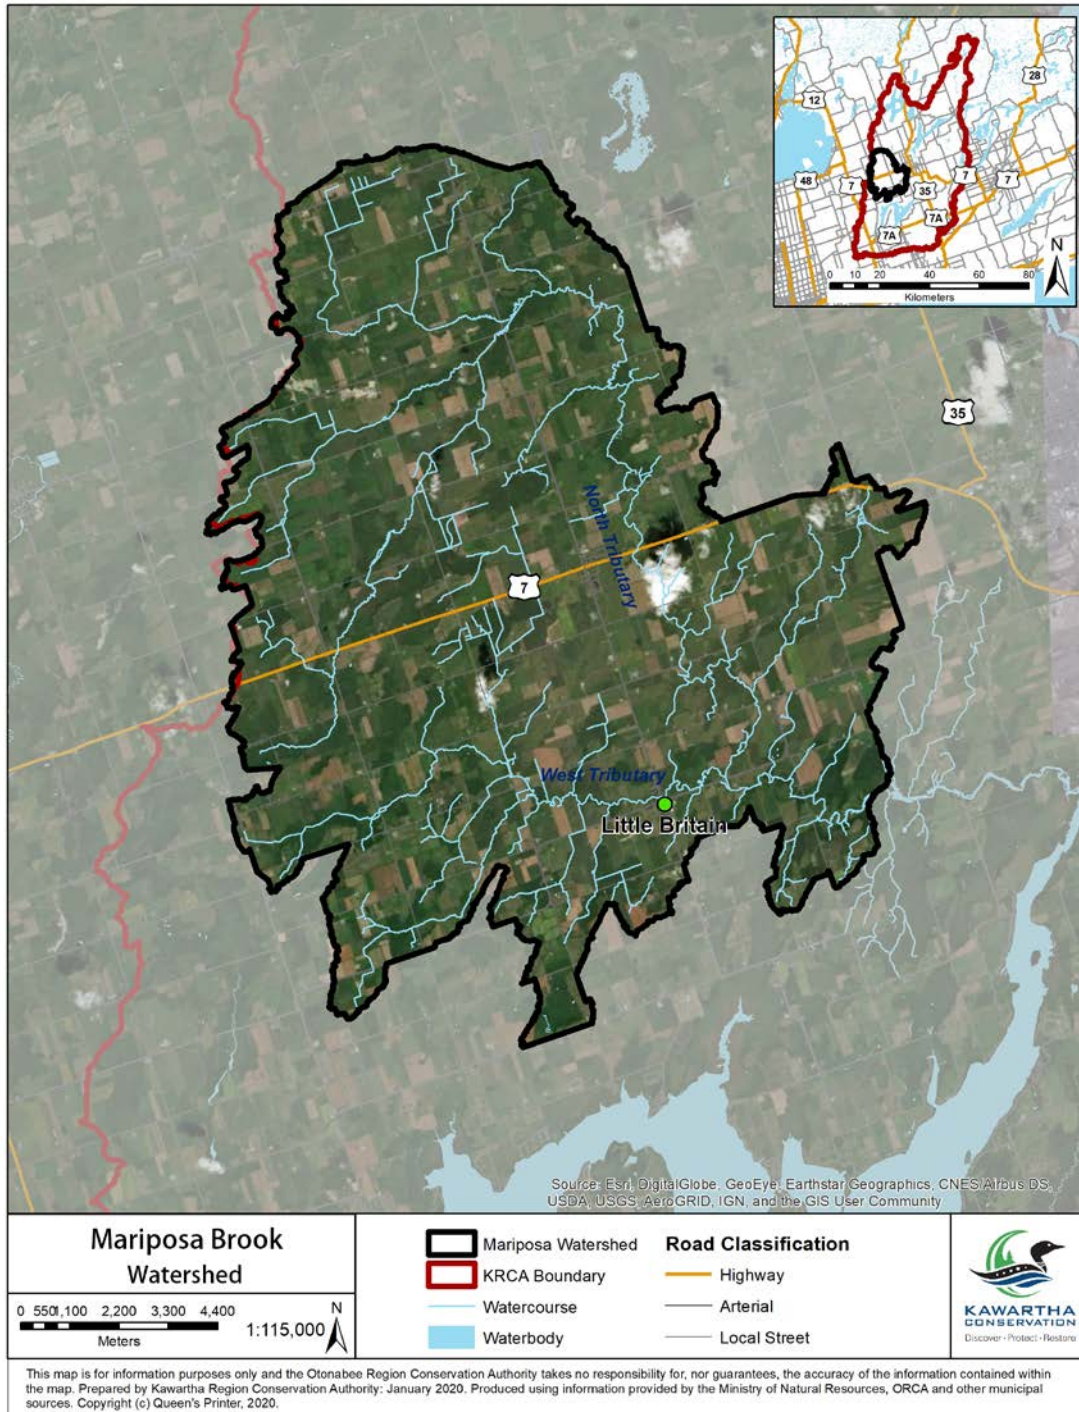 12
28
48
7
35
7
7
7A
7A
N
0 10 20 40 60 80
Kilometers
35
North Tributary
7
West Tributary
Little Britain
Source: Esri, DigitalGlobe, GeoEye, Earthstar Geographics, CNES/Airbus DS,
USDA, USGS, AeroGRID, IGN, and the GIS User Community
Mariposa Brook
Watershed
0 550 1,100 2,200 3,300 4,400
Meters
1:115,000
N
Mariposa Watershed
KRCA Boundary
Watercourse
Waterbody
Road Classification
Highway
Arterial
Local Street
KAWARTHA
CONSERVATION
Discover · Protect · Restore
This map is for information purposes only and the Otonabee Region Conservation Authority takes no responsibility for, nor guarantees, the accuracy of the information contained within
the map. Prepared by Kawartha Region Conservation Authority: January 2020. Produced using information provided by the Ministry of Natural Resources, ORCA and other municipal
sources. Copyright (c) Queen's Printer, 2020.